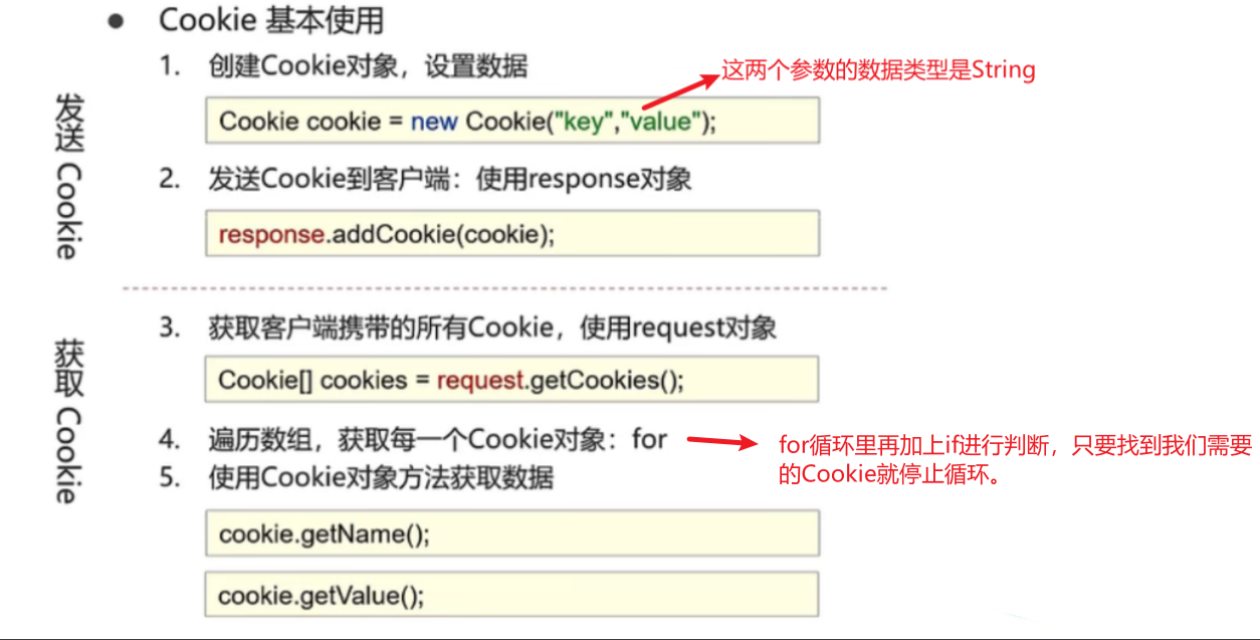 ● Cookie 基本使用
1. 创建Cookie对象，设置数据
这两个参数的数据类型是String
Cookie cookie = new Cookie("key","value");
2. 发送Cookie到客户端：使用response对象
response.addCookie(cookie);
发送 Cookie
3. 获取客户端携带的所有Cookie，使用request对象
Cookie[] cookies = request.getCookies();
4. 遍历数组，获取每一个Cookie对象：for
for循环里再加上if进行判断，只要找到我们需要
的Cookie就停止循环。
5. 使用Cookie对象方法获取数据
cookie.getName();
cookie.getValue();
获取 Cookie